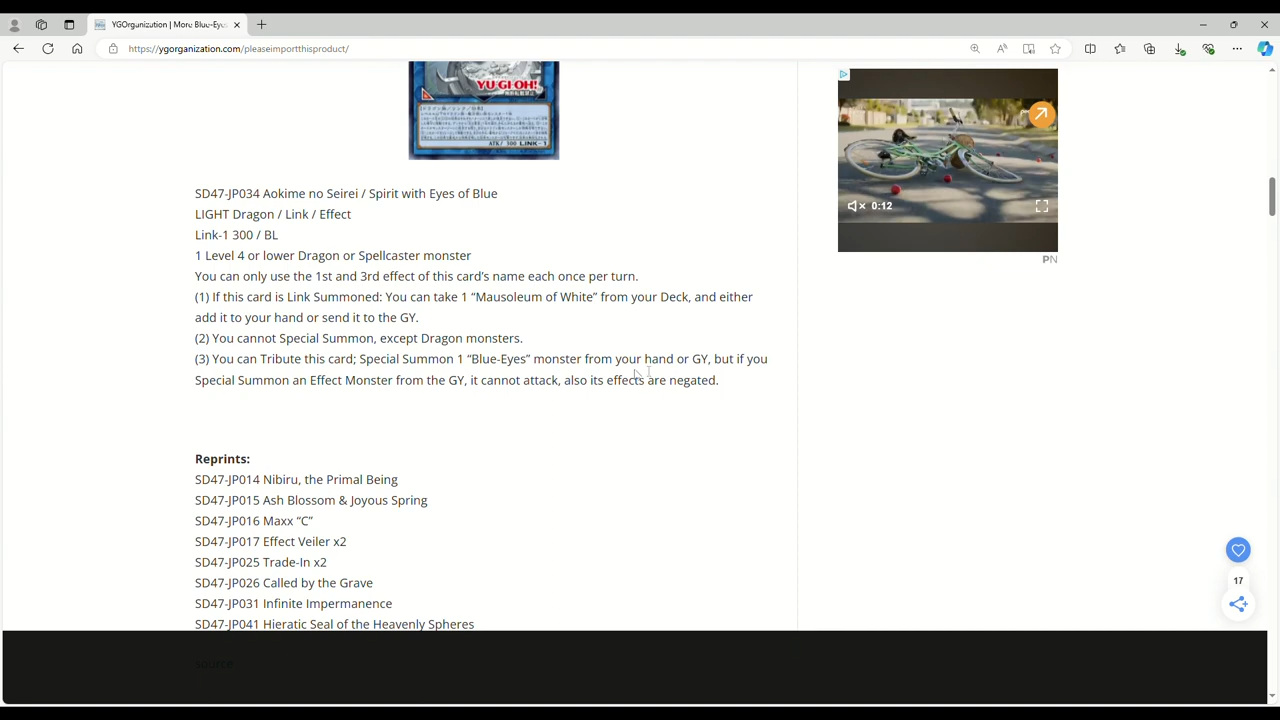 YGOrganization | More Blue-Eye
https://ygorganization.com/pleaseimportthisproduct/
YU-GI-OH!
ATK/ 300 LINK-1
SD47-JP034 Aokime no Seirei / Spirit with Eyes of Blue
LIGHT Dragon / Link / Effect
Link-1 300 / BL
1 Level 4 or lower Dragon or Spellcaster monster
You can only use the 1st and 3rd effect of this card's name each once per turn.
(1) If this card is Link Summoned: You can take 1 “Mausoleum of White” from your Deck, and either
add it to your hand or send it to the GY.
(2) You cannot Special Summon, except Dragon monsters.
(3) You can Tribute this card; Special Summon 1 “Blue-Eyes” monster from your hand or GY, but if you
Special Summon an Effect Monster from the GY, it cannot attack, also its effects are negated.
Reprints:
SD47-JP014 Nibiru, the Primal Being
SD47-JP015 Ash Blossom & Joyous Spring
SD47-JP016 Maxx “C”
SD47-JP017 Effect Veiler x2
SD47-JP025 Trade-In x2
SD47-JP026 Called by the Grave
SD47-JP031 Infinite Impermanence
SD47-JP041 Hieratic Seal of the Heavenly Spheres
Source
0:12
PN
17